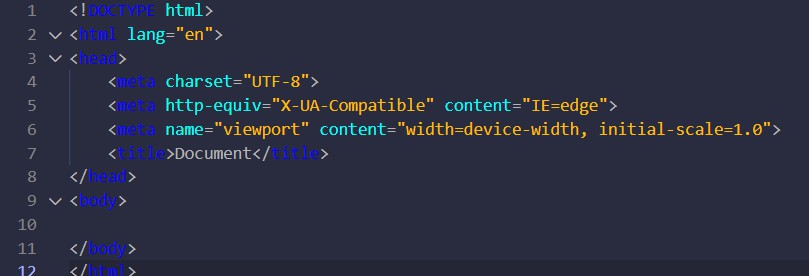 1 <!DOCTYPE html>
2 <html lang="en">
3 <head>
4 <meta charset="UTF-8">
5 <meta http-equiv="X-UA-Compatible" content="IE=edge">
6 <meta name="viewport" content="width=device-width, initial-scale=1.0">
7 <title>Document</title>
8 </head>
9 <body>
10
11 </body>
12 </html>